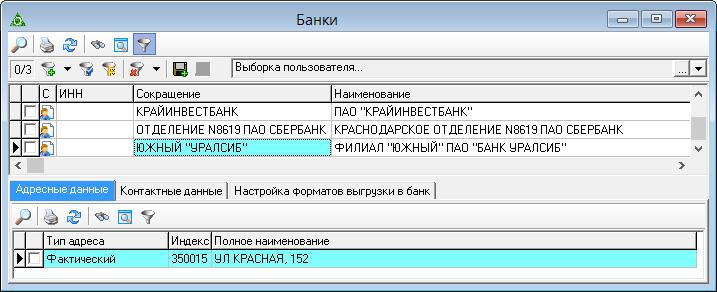 Банки
0/3
Выборка пользователя...
...
С ИНН Сокращение Наименование
КРАЙИНВЕСТБАНК ПАО "КРАЙИНВЕСТБАНК"
ОТДЕЛЕНИЕ N8619 ПАО СБЕРБАНК КРАСНОДАРСКОЕ ОТДЕЛЕНИЕ N8619 ПАО СБЕРБАНК
ЮЖНЫЙ "УРАЛСИБ" ФИЛИАЛ "ЮЖНЫЙ" ПАО "БАНК УРАЛСИБ"
Адресные данные Контактные данные Настройка форматов выгрузки в банк
Тип адреса Индекс Полное наименование
Фактический 350015 УЛ КРАСНАЯ, 152